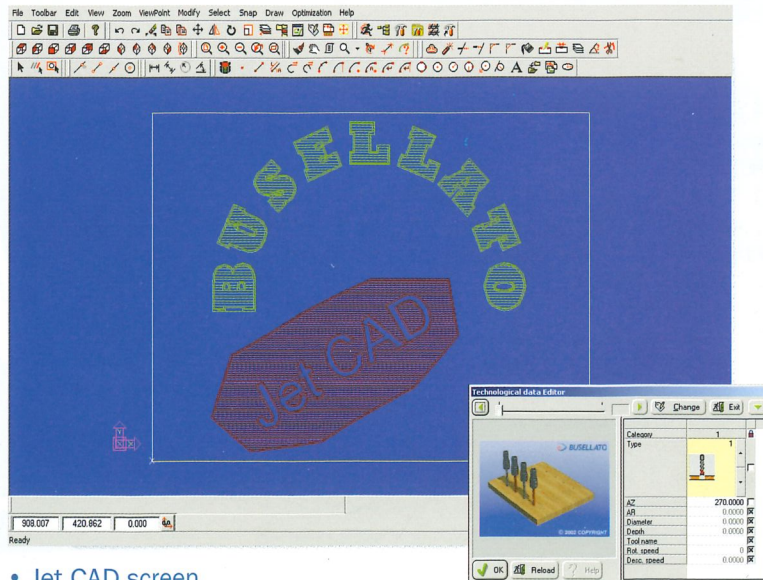 File Toolbar Edit View Zoom ViewPoint Modify Select Snap Draw Optimization Help
BUSELLATO
Jet CAD
Technological data Editor
Change Exit
BUSELLATO
© 2002 COPYRIGHT
Category 1
Type 1
AZ 270.0000
AR 0.0000
Diameter 0.0000
Depth 0.0000
Tool name
Rot. speed 0
Desc. speed 0.0000
OK Reload Help
908.007 420.862 0.000
Ready
• Jet CAD screen